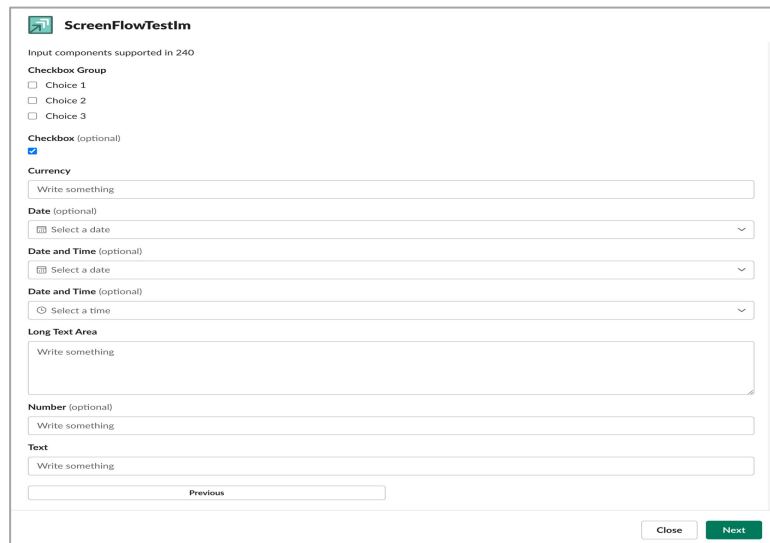 ScreenFlowTestIm
Input components supported in 240
Checkbox Group
Choice 1
Choice 2
Choice 3
Checkbox (optional)
Currency
Write something
Date (optional)
Select a date
Date and Time (optional)
Select a date
Date and Time (optional)
Select a time
Long Text Area
Write something
Number (optional)
Write something
Text
Write something
Previous
Close Next